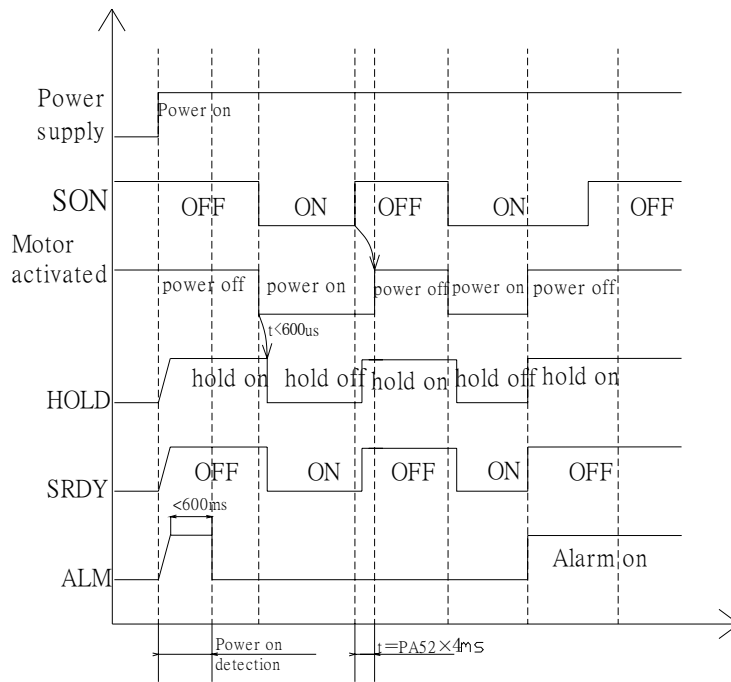 Power
supply
Power on
SON
OFF
ON
OFF
ON
OFF
Motor
activated
power off
power on
power off
power on
power off
t<600us
HOLD
hold on
hold off
hold on
hold off
hold on
SRDY
OFF
ON
OFF
ON
OFF
<600ms
ALM
Alarm on
Power on
detection
t=PA52×4ms